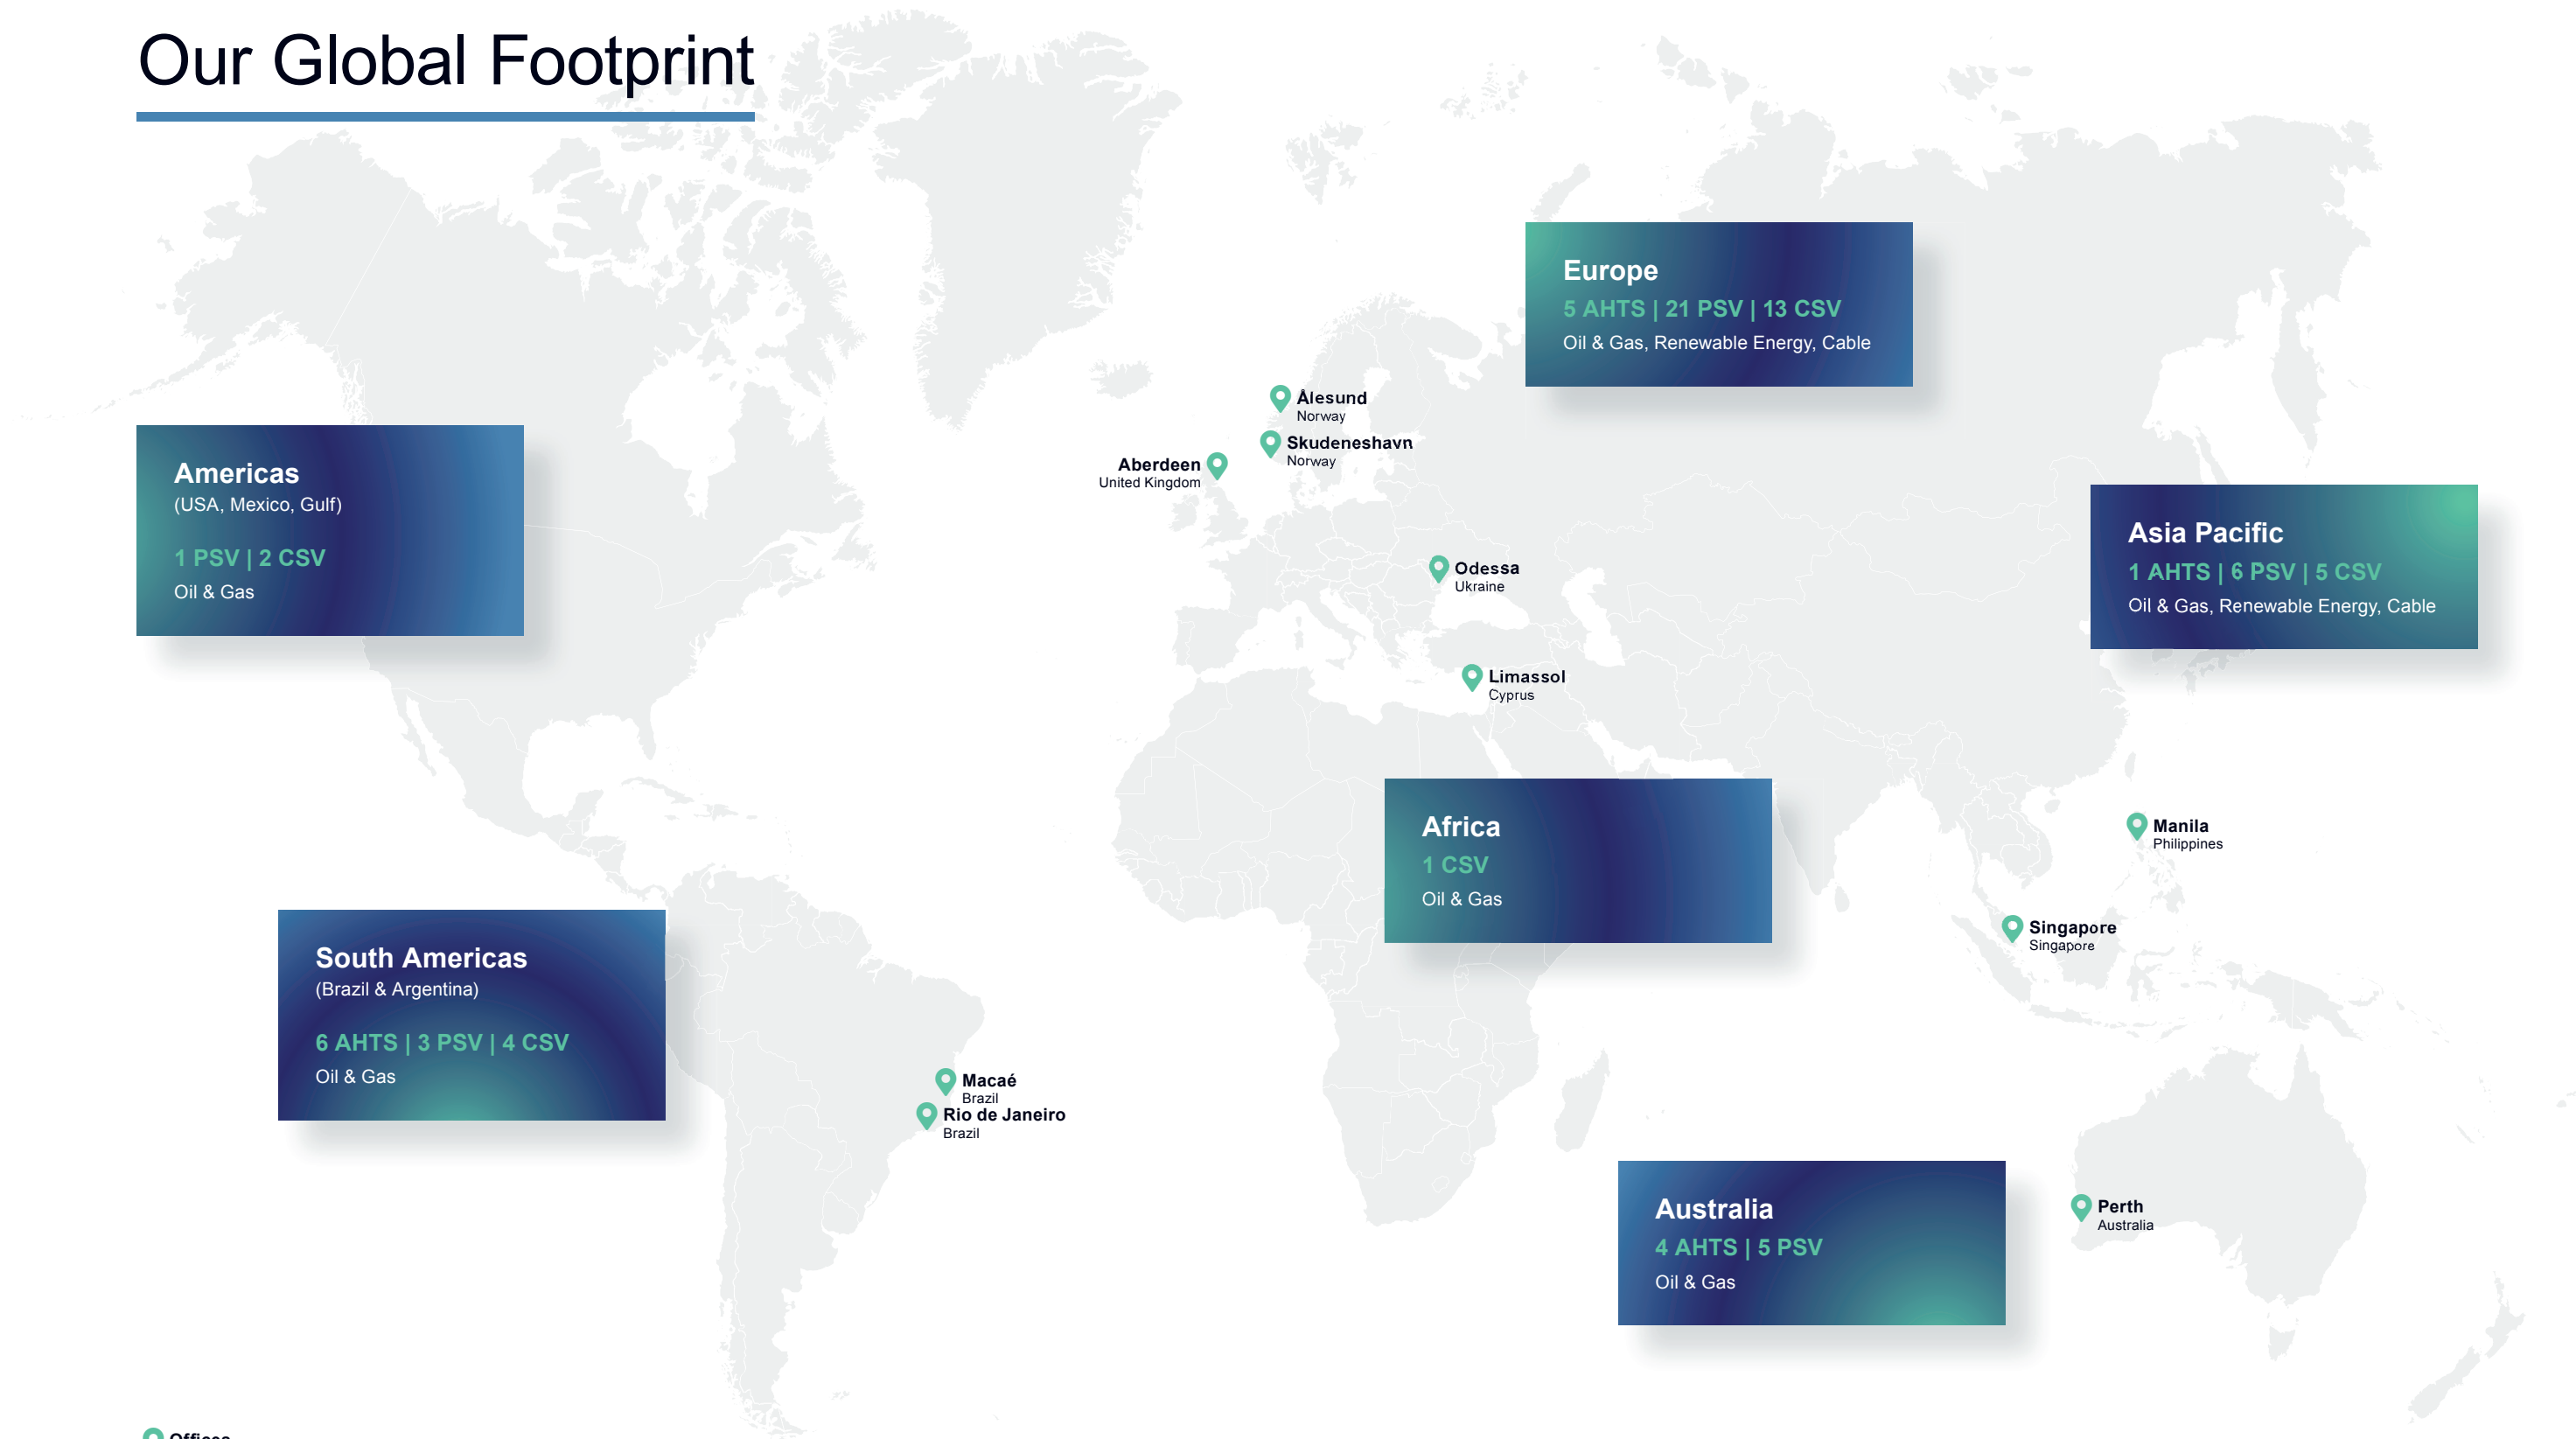 Our Global Footprint
Europe
5 AHTS | 21 PSV | 13 CSV
Oil & Gas, Renewable Energy, Cable
Ålesund
Norway
Skudeneshavn
Norway
Aberdeen
United Kingdom
Americas
(USA, Mexico, Gulf)
1 PSV | 2 CSV
Oil & Gas
Asia Pacific
1 AHTS | 6 PSV | 5 CSV
Oil & Gas, Renewable Energy, Cable
Odessa
Ukraine
Limassol
Cyprus
Africa
1 CSV
Oil & Gas
Manila
Philippines
Singapore
Singapore
South Americas
(Brazil & Argentina)
6 AHTS | 3 PSV | 4 CSV
Oil & Gas
Macaé
Brazil
Rio de Janeiro
Brazil
Australia
4 AHTS | 5 PSV
Oil & Gas
Perth
Australia
Offices